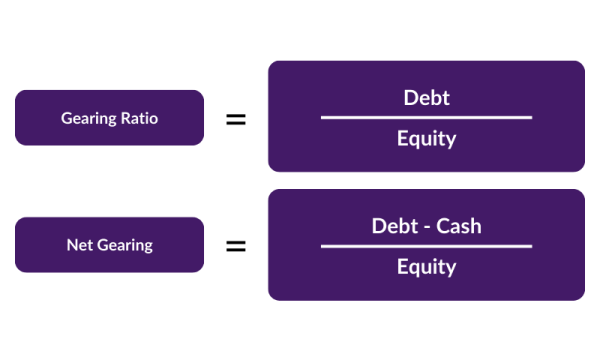 Gearing Ratio
=
Debt
Equity
Net Gearing
=
Debt - Cash
Equity